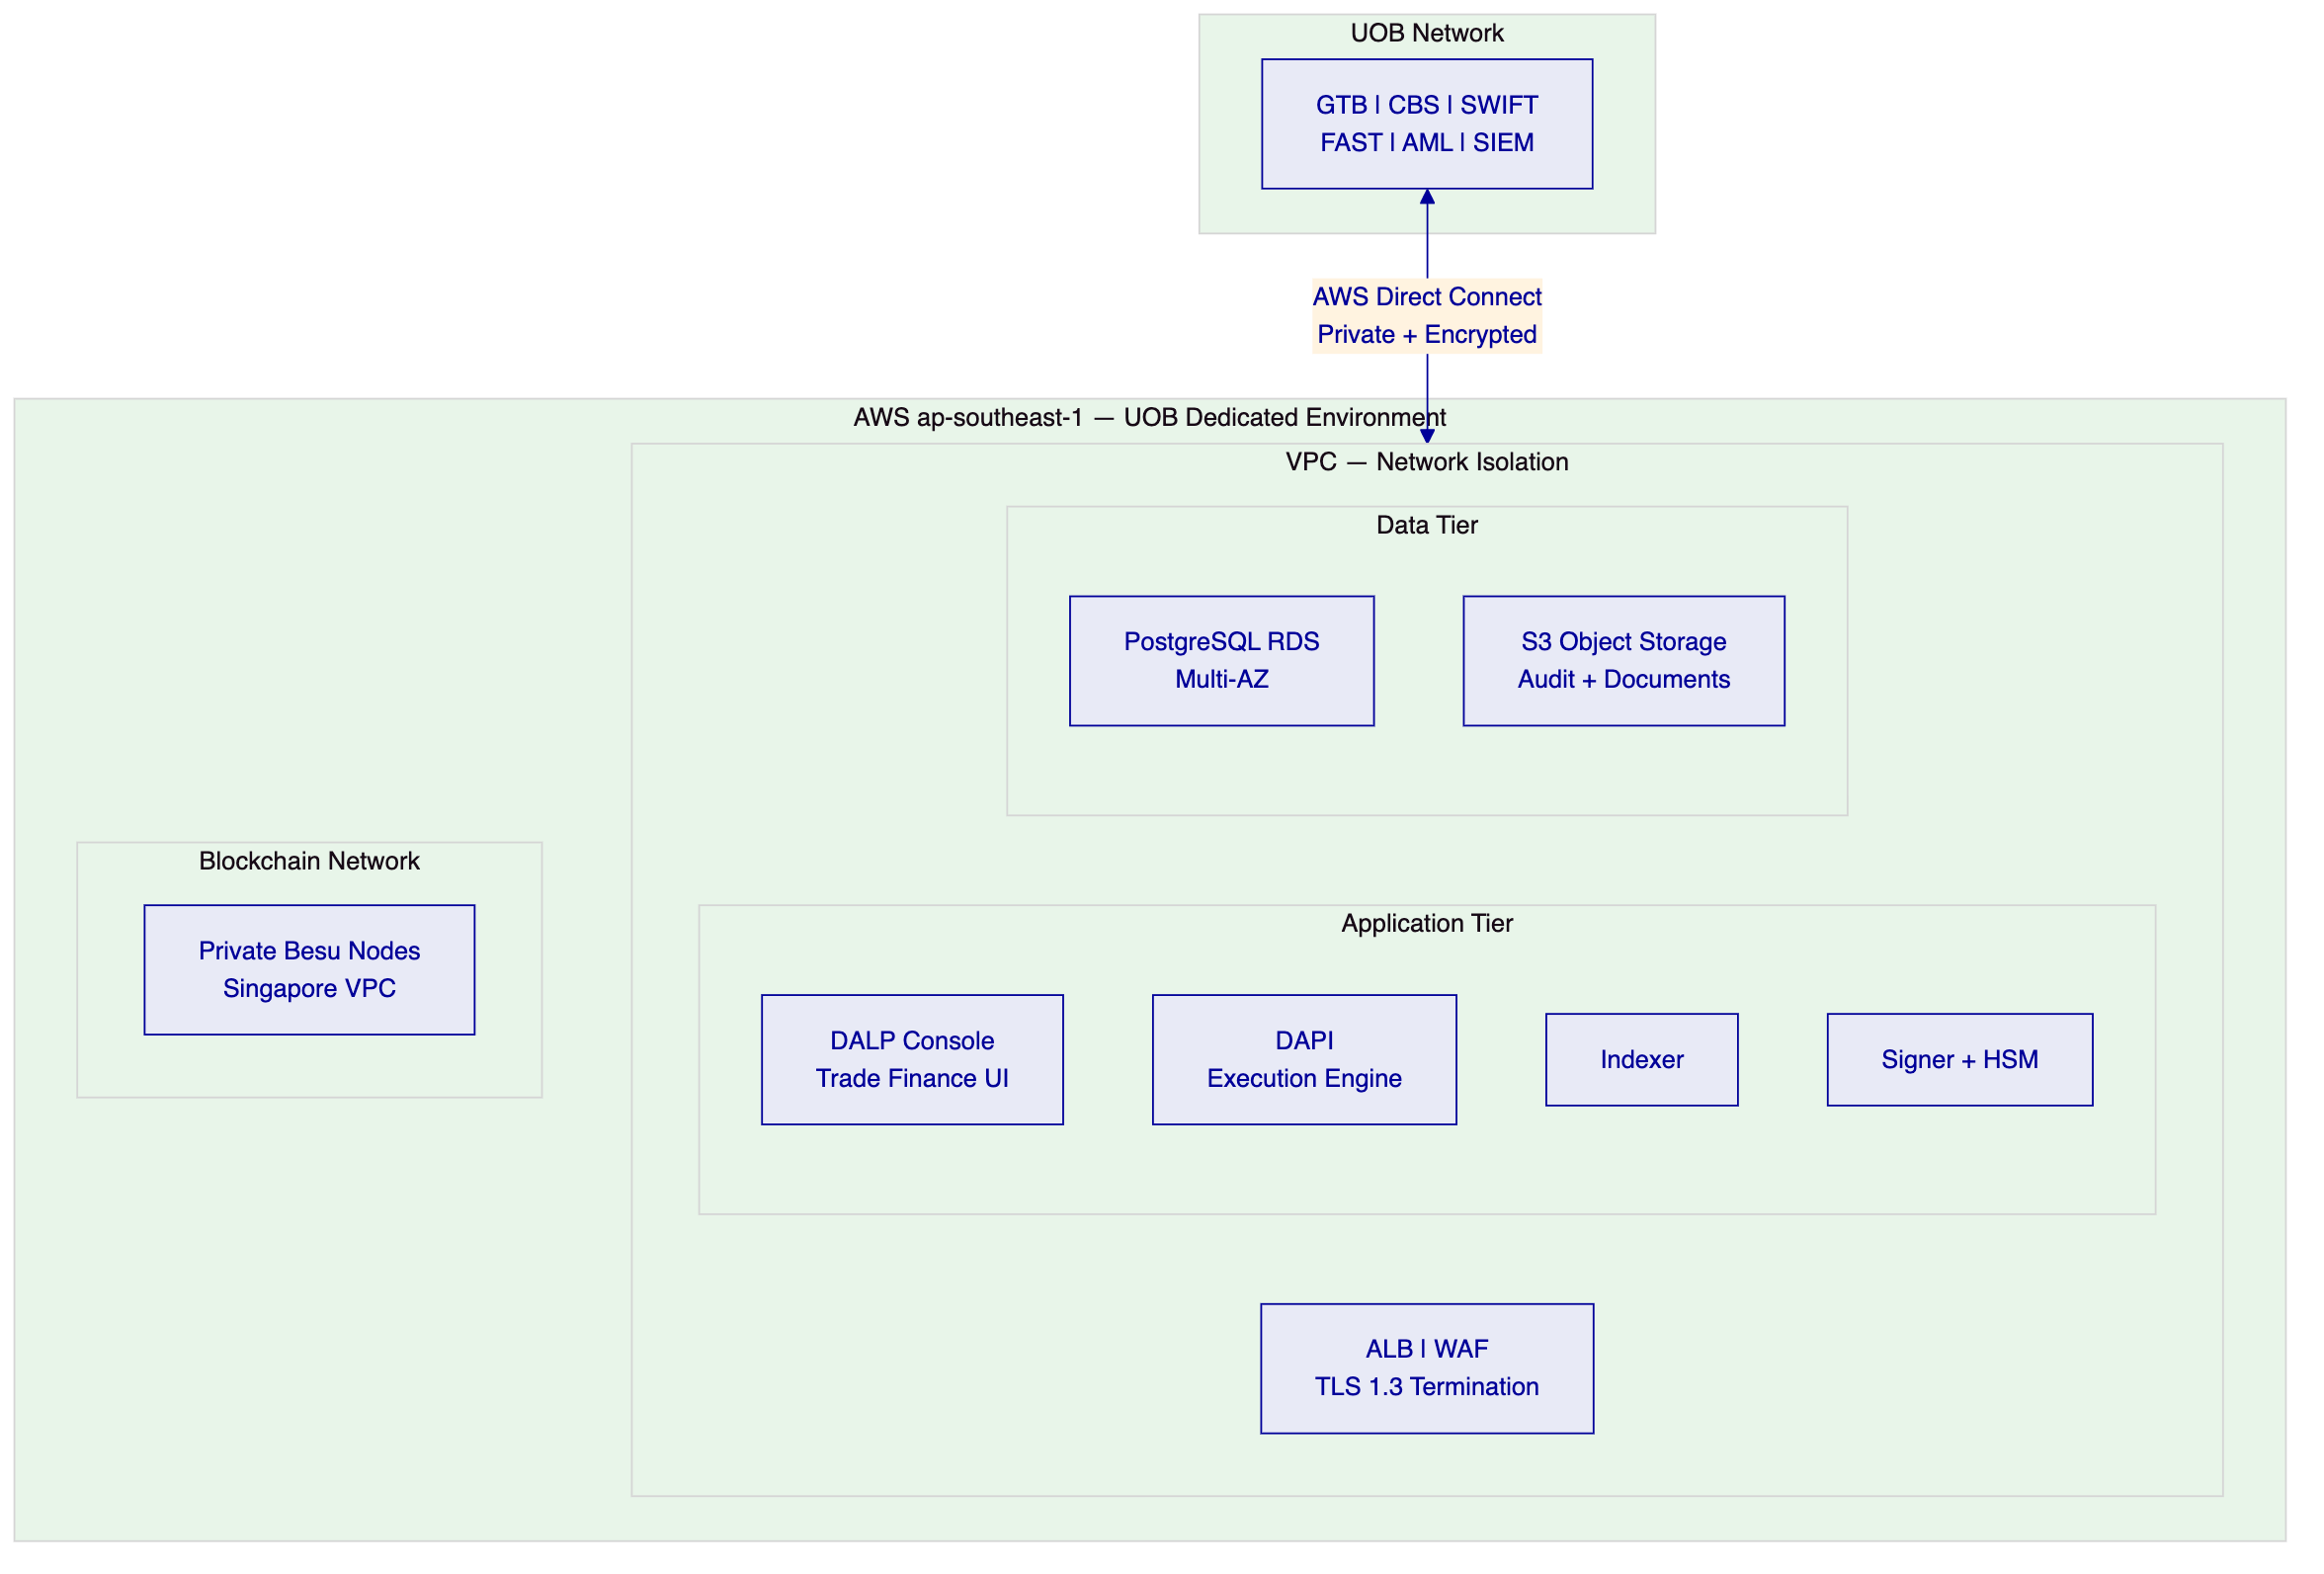 UOB Network
GTB | CBS | SWIFT
FAST | AML | SIEM
AWS Direct Connect
Private + Encrypted
AWS ap-southeast-1 — UOB Dedicated Environment
VPC — Network Isolation
Data Tier
PostgreSQL RDS
Multi-AZ
S3 Object Storage
Audit + Documents
Blockchain Network
Private Besu Nodes
Singapore VPC
Application Tier
DALP Console
Trade Finance UI
DAPI
Execution Engine
Indexer
Signer + HSM
ALB | WAF
TLS 1.3 Termination